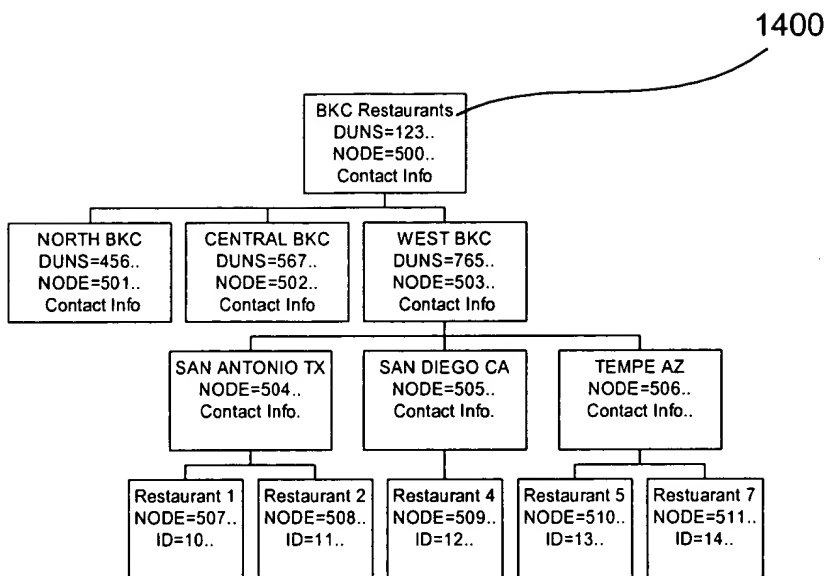 1400
BKC Restaurants
DUNS=123..
NODE=500..
Contact Info
NORTH BKC
DUNS=456..
NODE=501..
Contact Info
CENTRAL BKC
DUNS=567..
NODE=502..
Contact Info
WEST BKC
DUNS=765..
NODE=503..
Contact Info
SAN ANTONIO TX
NODE=504..
Contact Info.
SAN DIEGO CA
NODE=505..
Contact Info.
TEMPE AZ
NODE=506..
Contact Info..
Restaurant 1
NODE=507..
ID=10..
Restaurant 2
NODE=508..
ID=11..
Restaurant 4
NODE=509..
ID=12..
Restaurant 5
NODE=510..
ID=13..
Restuarant 7
NODE=511..
ID=14..